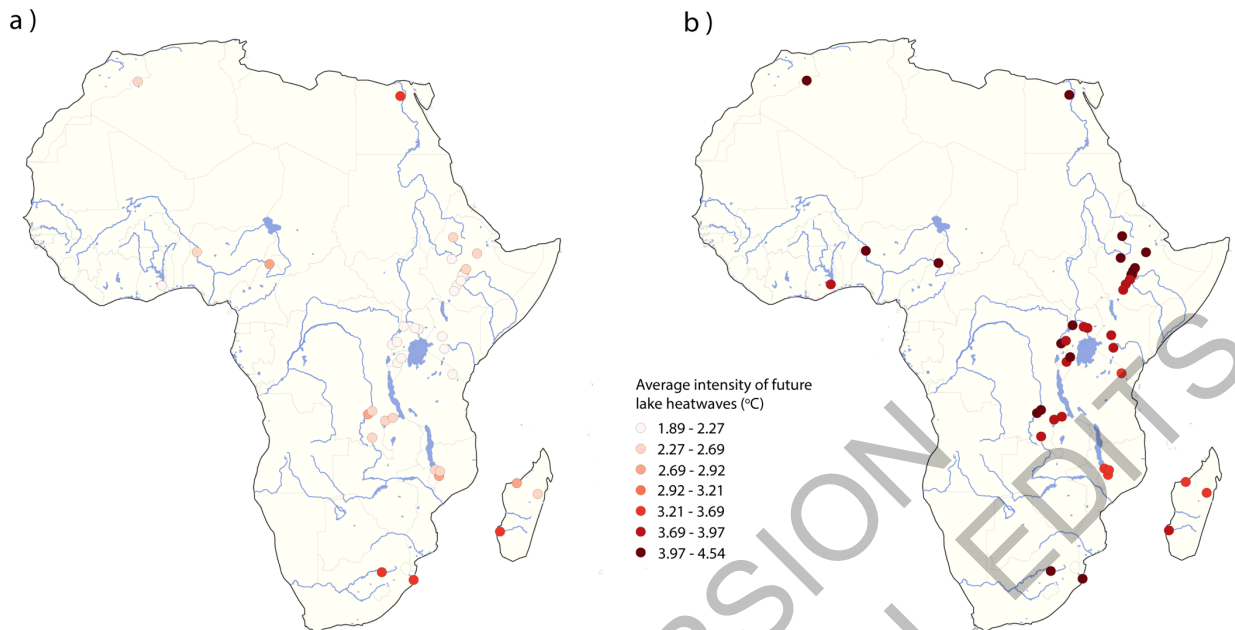 a )
b )
Average intensity of future
lake heatwaves (ºC)
1.89 - 2.27
2.27 - 2.69
2.69 - 2.92
2.92 - 3.21
3.21 - 3.69
3.69 - 3.97
3.97 - 4.54
EDITS